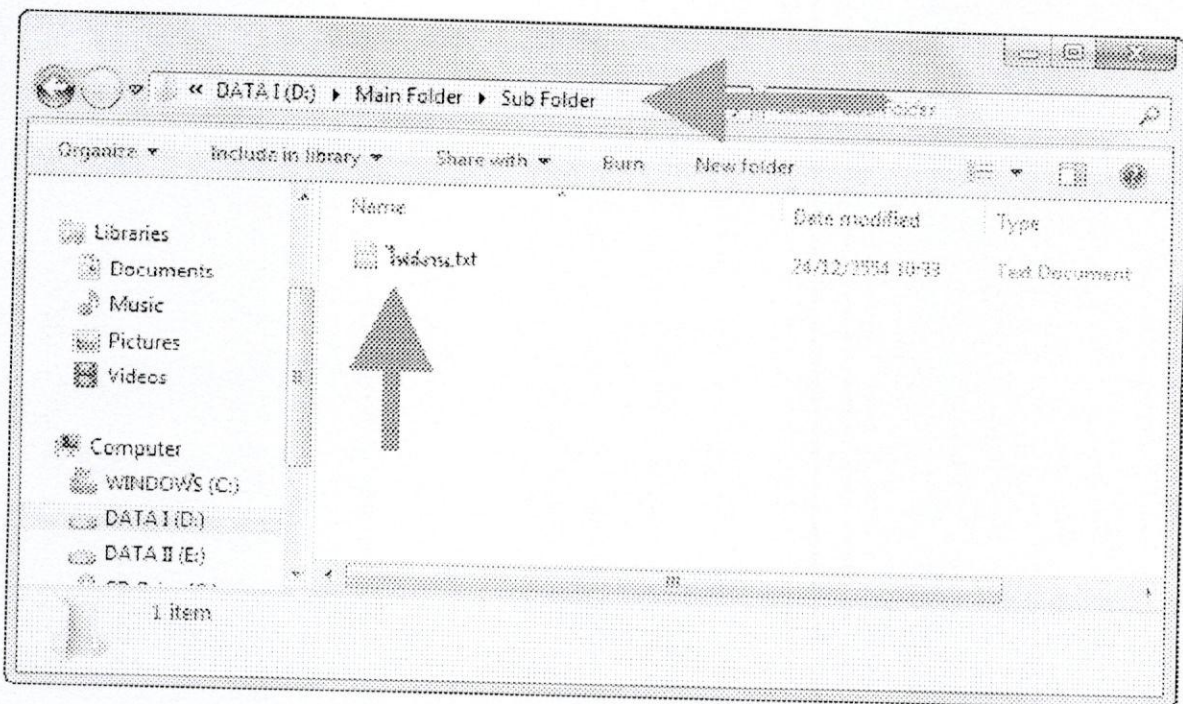 « DATA I (D:) ▸ Main Folder ▸ Sub Folder
Organize ▾ Include in library ▾ Share with ▾ Burn New folder
Name Date modified Type
ไฟล์งาน.txt 24/12/2554 10:33 Text Document
Libraries
Documents
Music
Pictures
Videos
Computer
WINDOWS (C:)
DATA I (D:)
DATA II (E:)
1 item